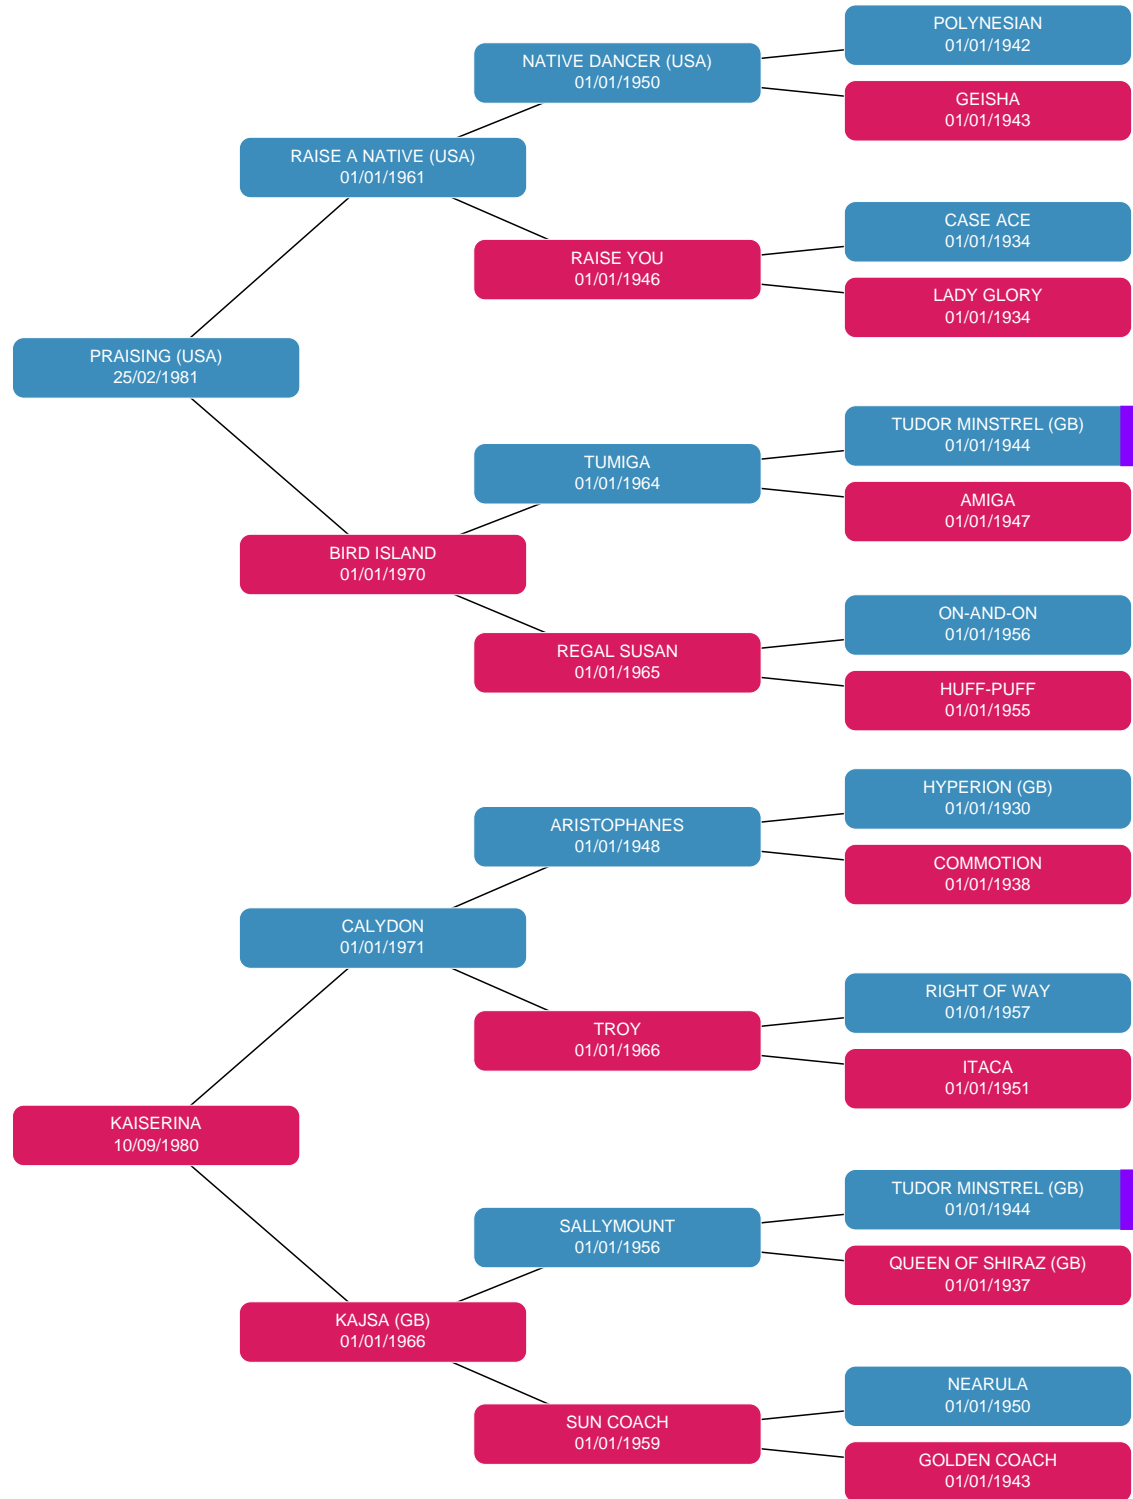 POLYNESIAN
01/01/1942
NATIVE DANCER (USA)
01/01/1950
GEISHA
01/01/1943
RAISE A NATIVE (USA)
01/01/1961
CASE ACE
01/01/1934
RAISE YOU
01/01/1946
LADY GLORY
01/01/1934
PRAISING (USA)
25/02/1981
TUDOR MINSTREL (GB)
01/01/1944
TUMIGA
01/01/1964
AMIGA
01/01/1947
BIRD ISLAND
01/01/1970
ON-AND-ON
01/01/1956
REGAL SUSAN
01/01/1965
HUFF-PUFF
01/01/1955
HYPERION (GB)
01/01/1930
ARISTOPHANES
01/01/1948
COMMOTION
01/01/1938
CALYDON
01/01/1971
RIGHT OF WAY
01/01/1957
TROY
01/01/1966
ITACA
01/01/1951
KAISERINA
10/09/1980
TUDOR MINSTREL (GB)
01/01/1944
SALLYMOUNT
01/01/1956
QUEEN OF SHIRAZ (GB)
01/01/1937
KAJSA (GB)
01/01/1966
NEARULA
01/01/1950
SUN COACH
01/01/1959
GOLDEN COACH
01/01/1943